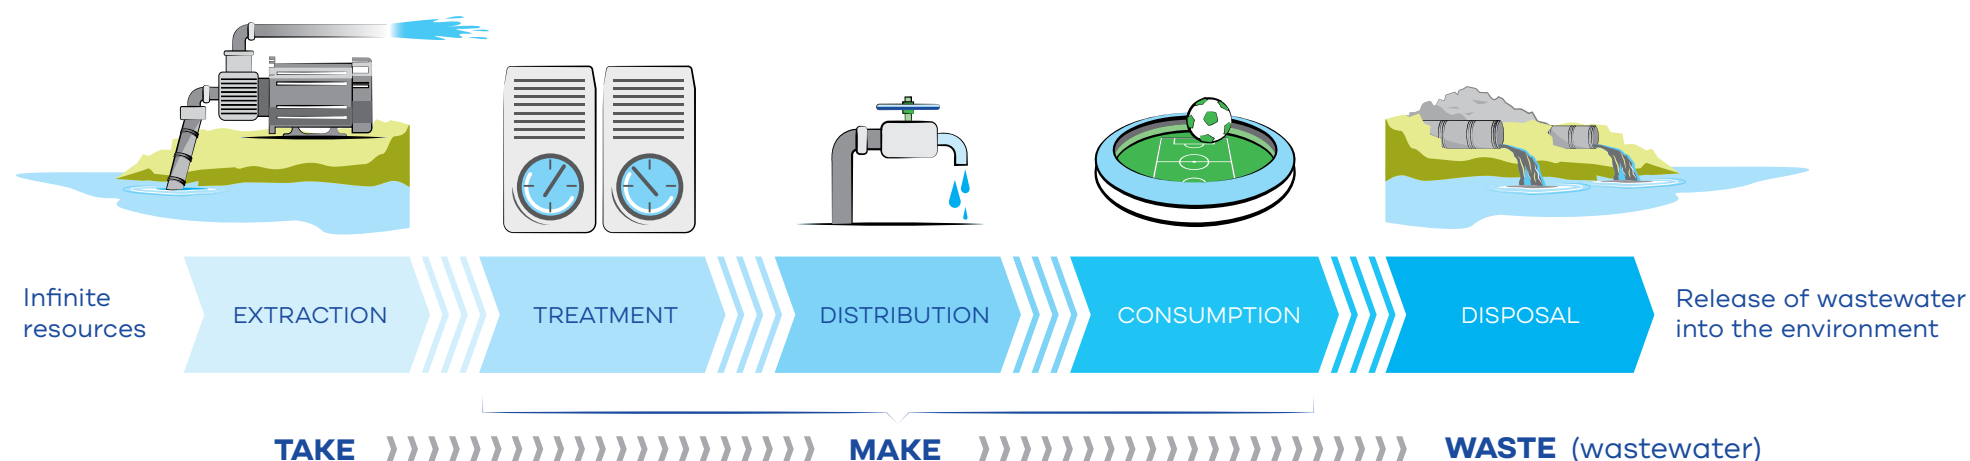 Infinite
resources
EXTRACTION
TREATMENT
DISTRIBUTION
CONSUMPTION
DISPOSAL
Release of wastewater
into the environment
TAKE
MAKE
WASTE (wastewater)